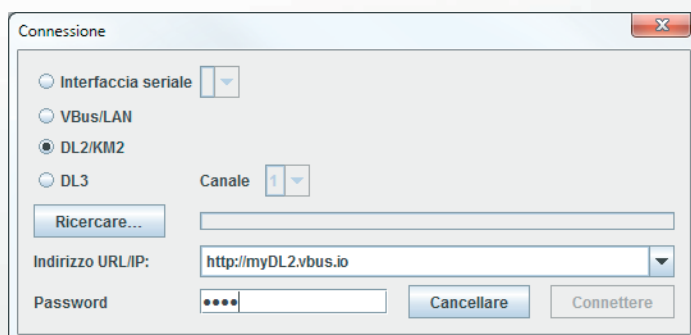 Connessione
Interfaccia seriale
VBus/LAN
DL2/KM2
DL3 Canale 1
Ricercare...
Indirizzo URL/IP: http://myDL2.vbus.io
Password •••• Cancellare Connettere